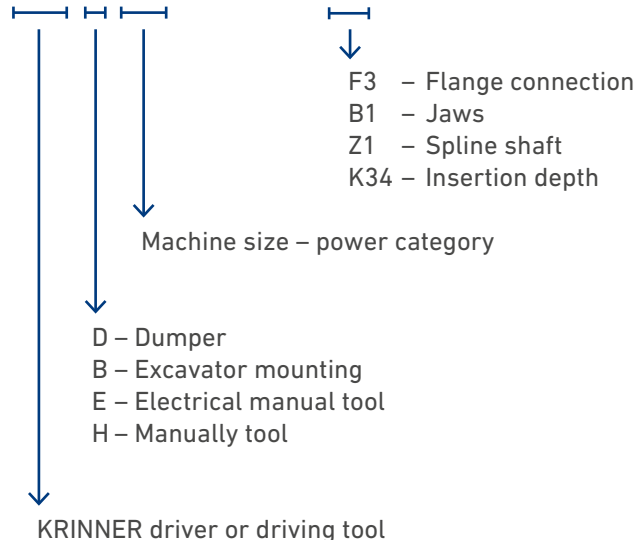 F3 – Flange connection
B1 – Jaws
Z1 – Spline shaft
K34 – Insertion depth
Machine size – power category
D – Dumper
B – Excavator mounting
E – Electrical manual tool
H – Manually tool
KRINNER driver or driving tool